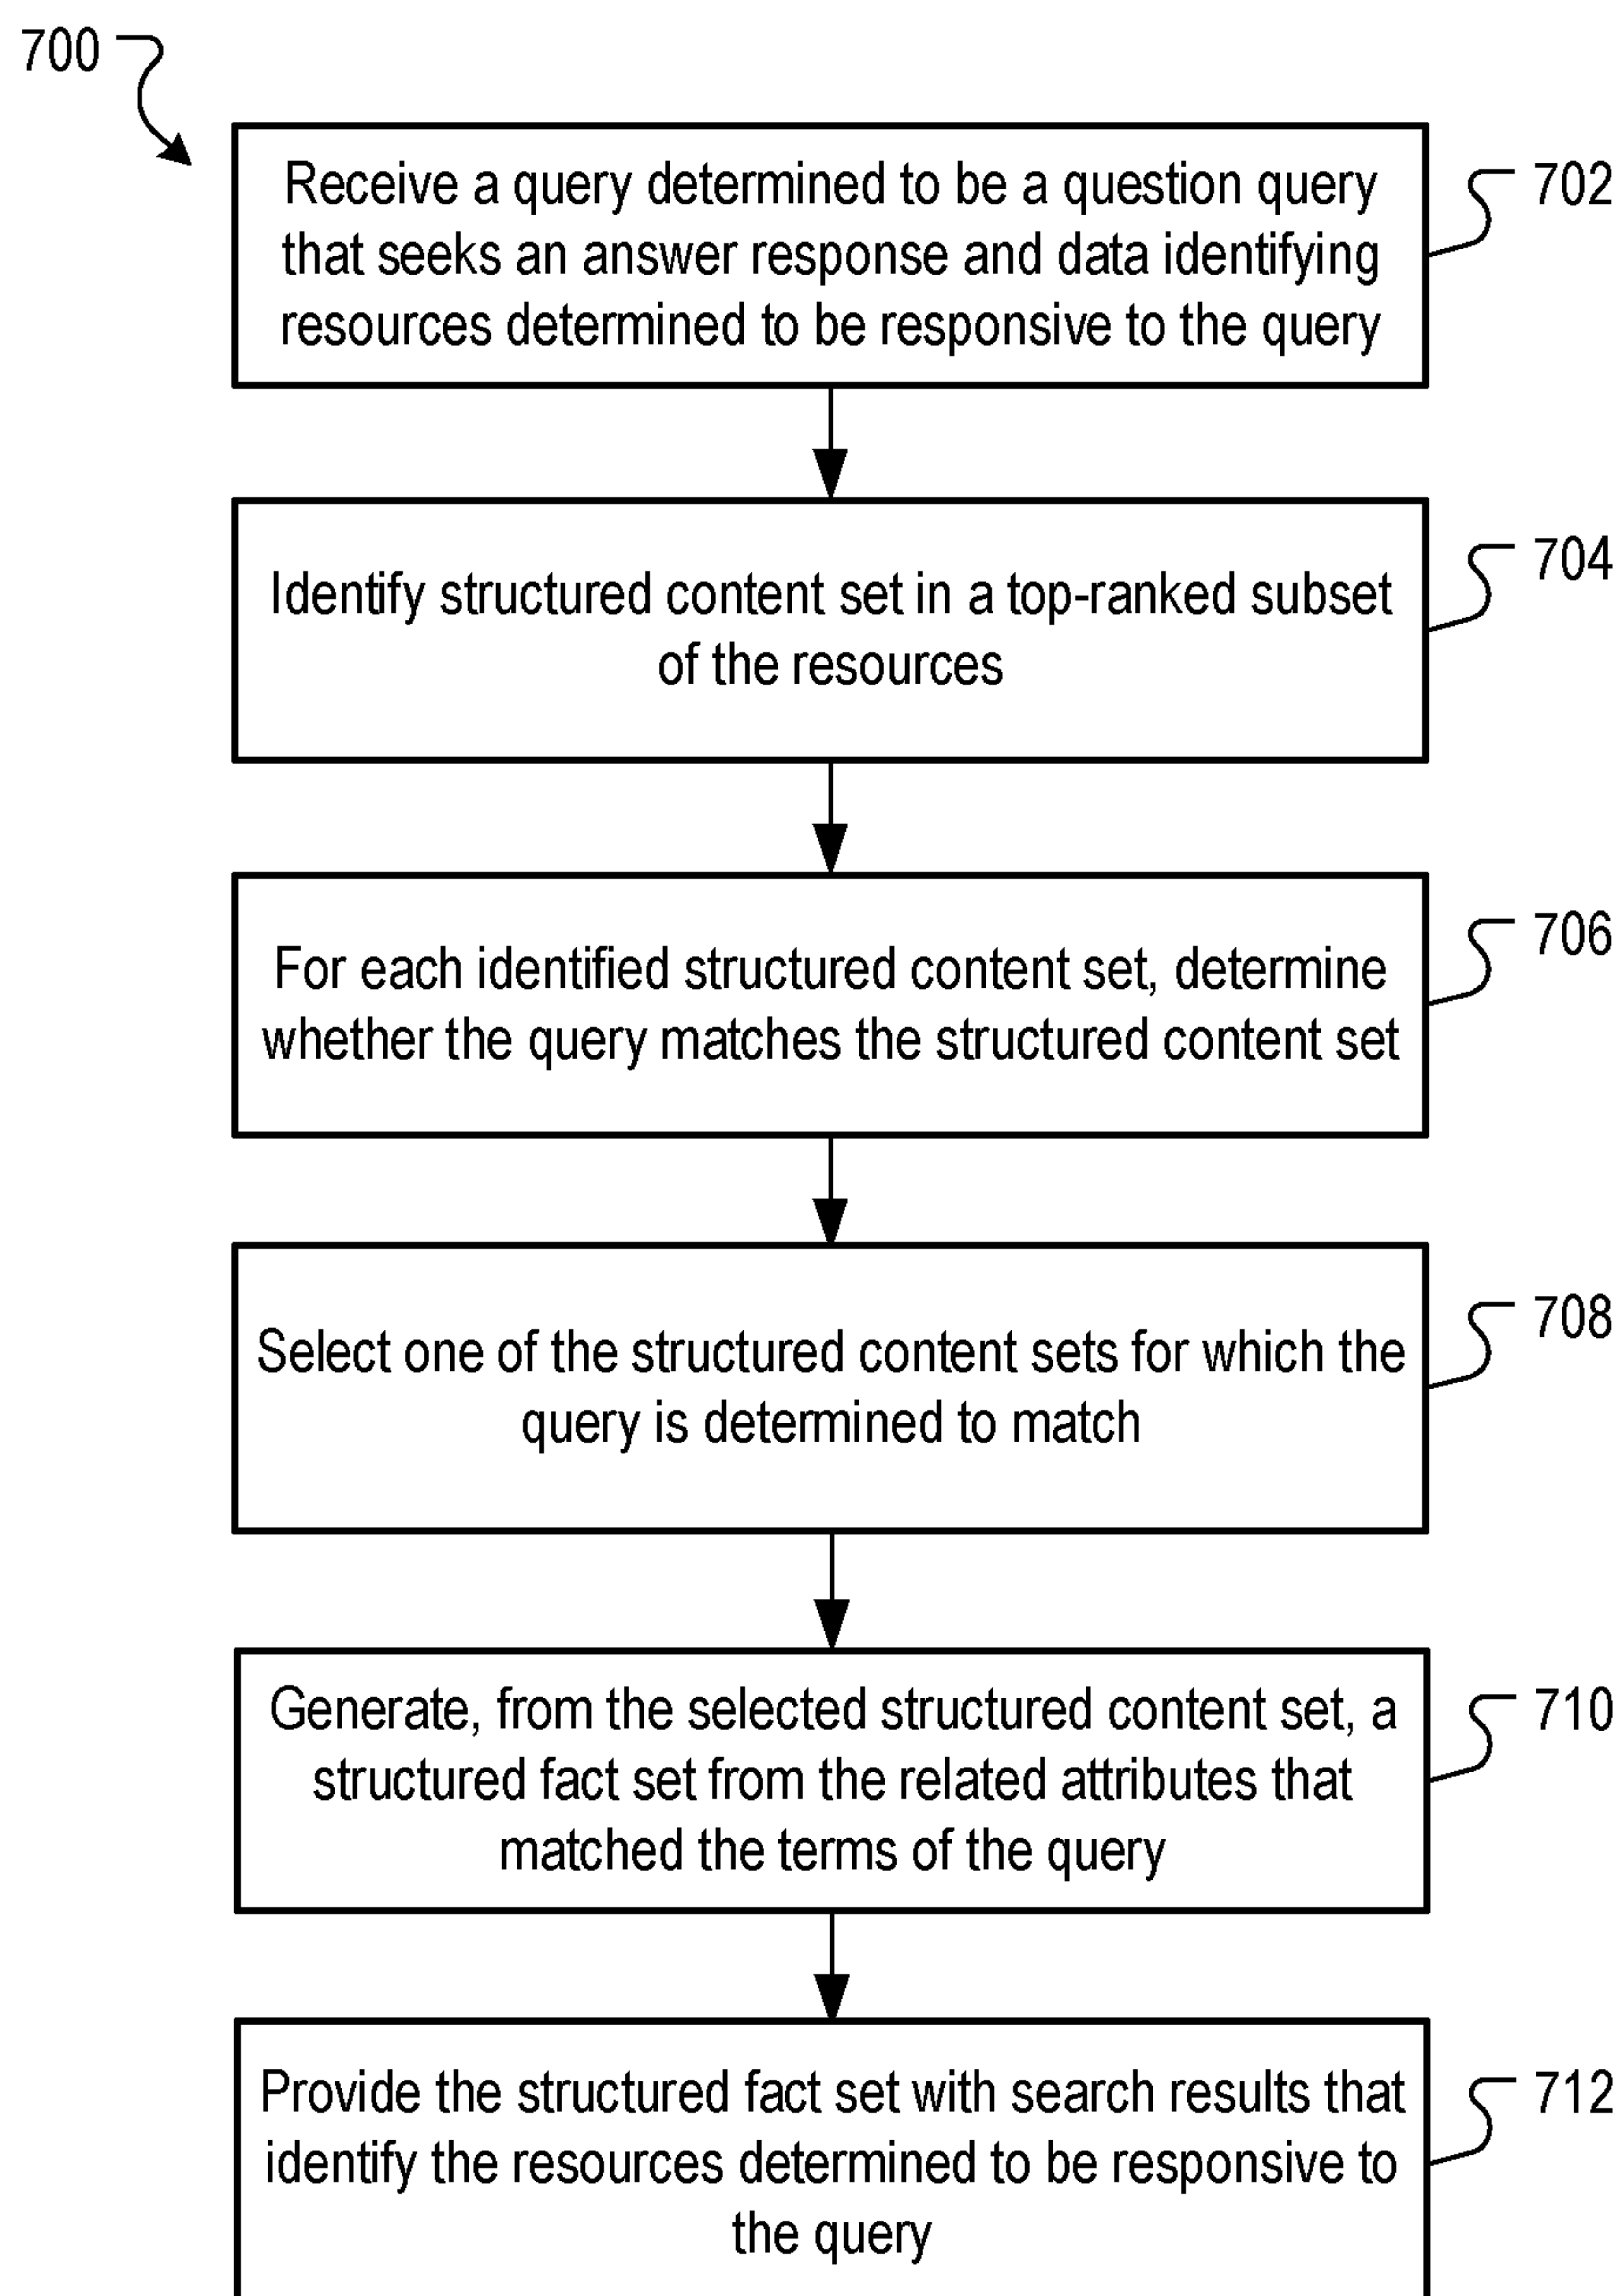 700
Receive a query determined to be a question query
that seeks an answer response and data identifying
resources determined to be responsive to the query
702
Identify structured content set in a top-ranked subset
of the resources
704
For each identified structured content set, determine
whether the query matches the structured content set
706
Select one of the structured content sets for which the
query is determined to match
708
Generate, from the selected structured content set, a
structured fact set from the related attributes that
matched the terms of the query
710
Provide the structured fact set with search results that
identify the resources determined to be responsive to
the query
712